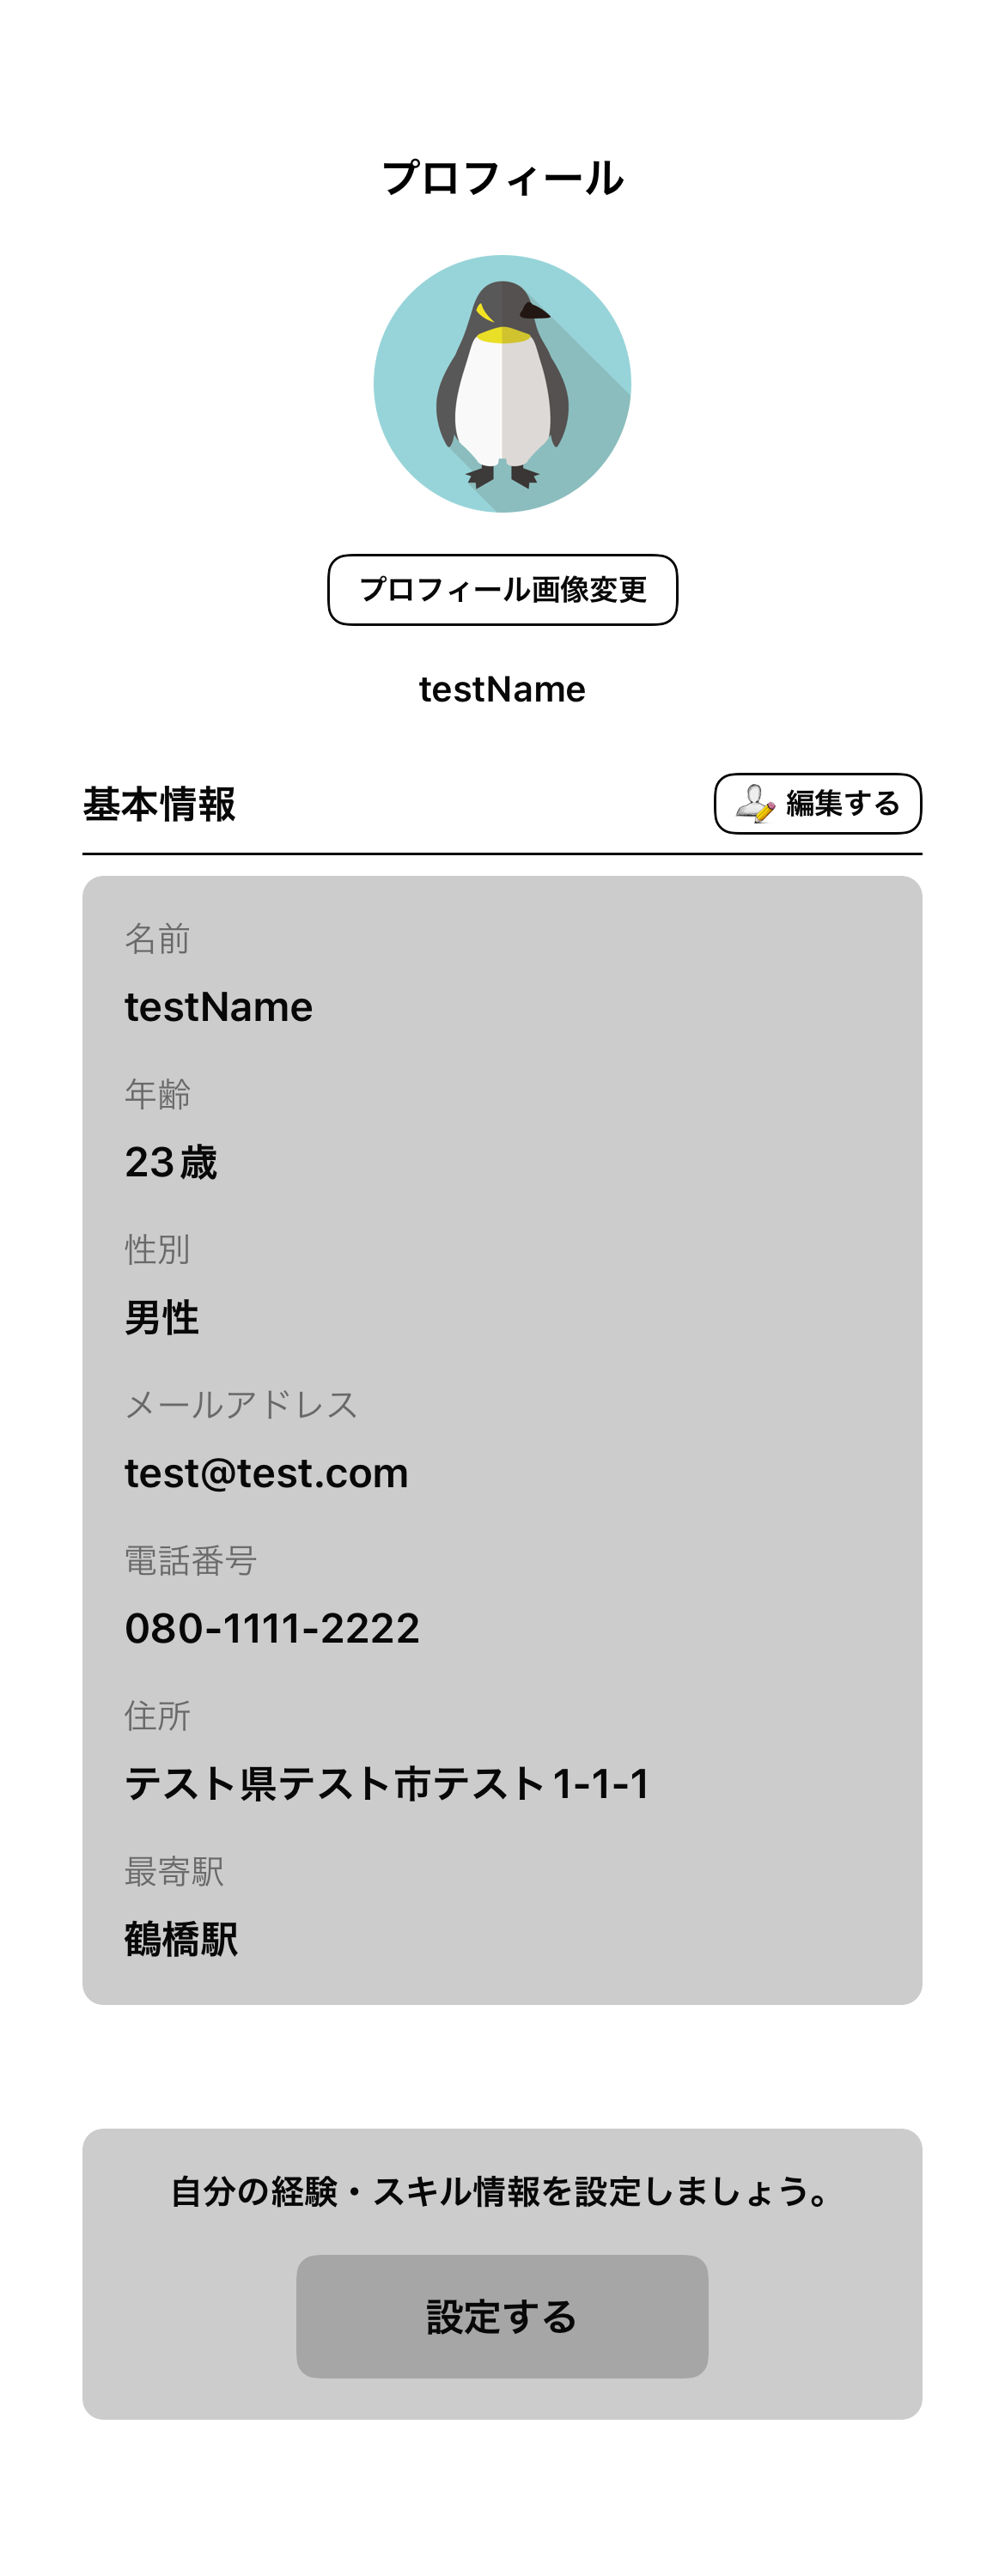 プロフィール
プロフィール画像変更
testName
基本情報
編集する
名前
testName
年齢
23歳
性別
男性
メールアドレス
test@test.com
電話番号
080-1111-2222
住所
テスト県テスト市テスト1-1-1
最寄駅
鶴橋駅
自分の経験・スキル情報を設定しましょう。
設定する